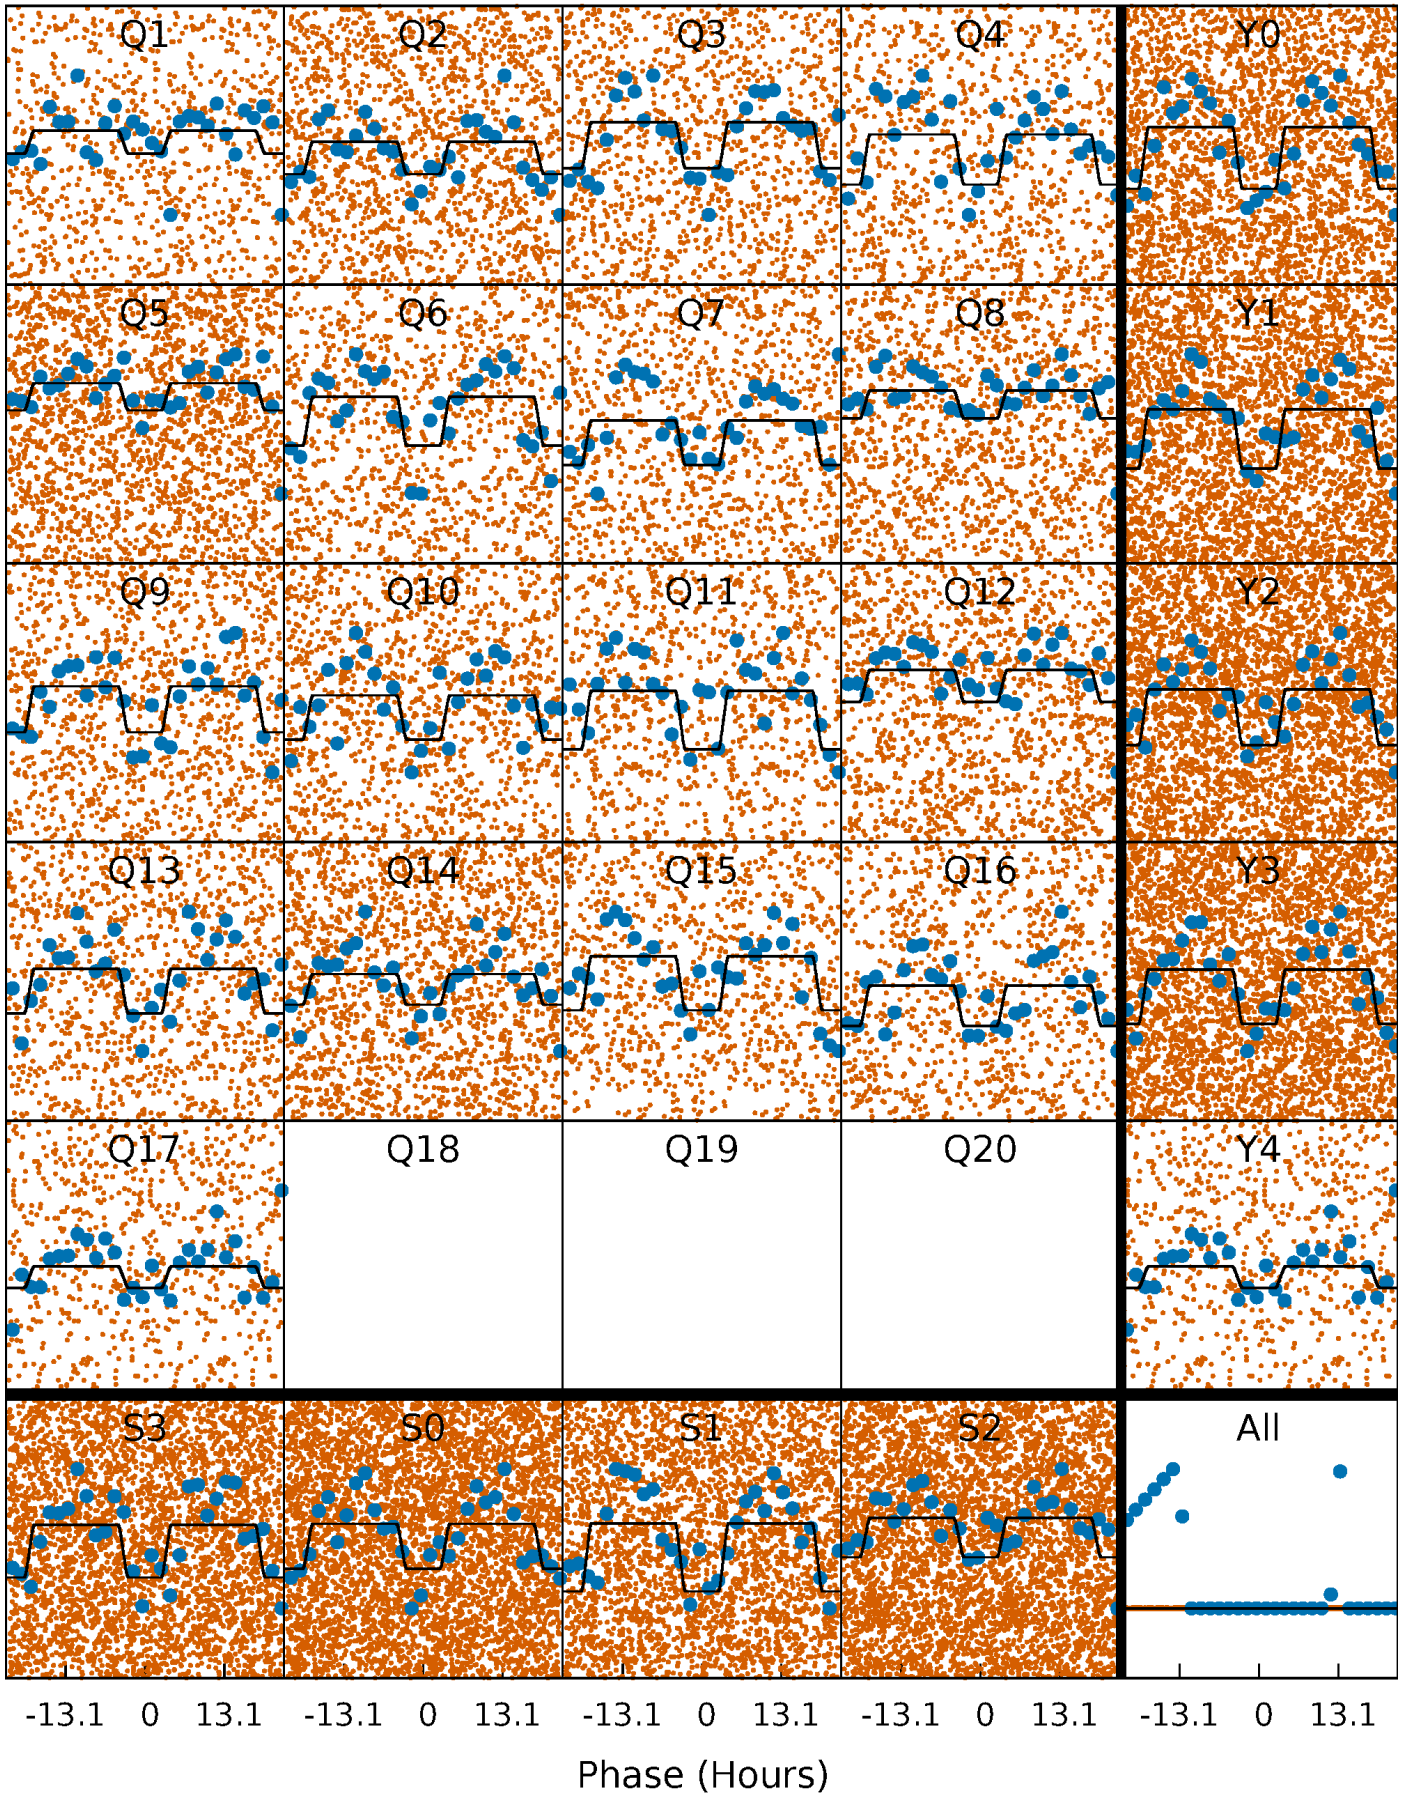 Q1 Q2 Q3 Q4 Y0
Q5 Q6 Q7 Q8 Y1
Q9 Q10 Q11 Q12 Y2
Q13 Q14 Q15 Q16 Y3
Q17 Q18 Q19 Q20 Y4
S3 S0 S1 S2 All
-13.1 0 13.1 -13.1 0 13.1 -13.1 0 13.1 -13.1 0 13.1 -13.1 0 13.1
Phase (Hours)